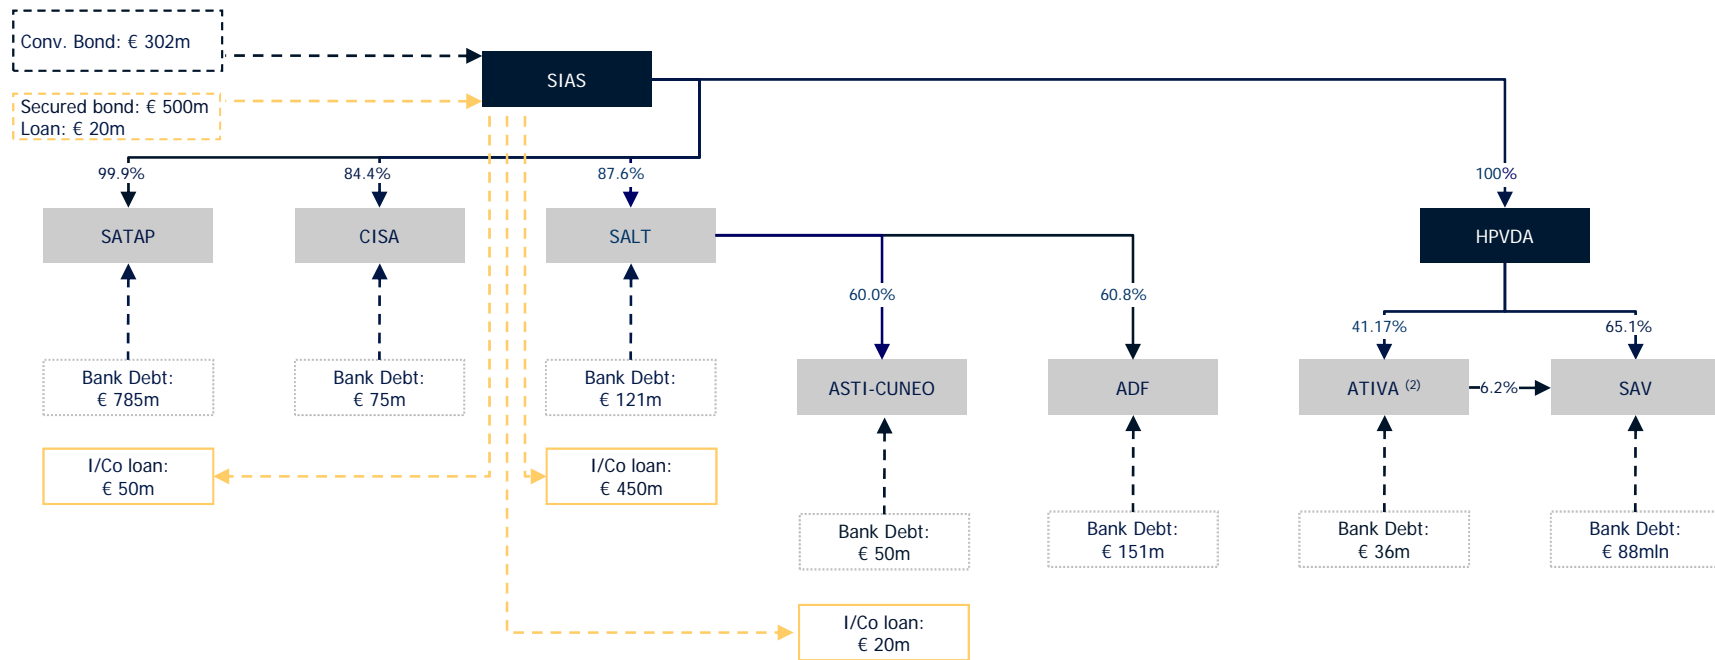 Conv. Bond: € 302m
SIAS
Secured bond: € 500m
Loan: € 20m
99.9%
84.4%
87.6%
100%
SATAP
CISA
SALT
HPVDA
60.0%
60.8%
41.17%
65.1%
Bank Debt:
€ 785m
Bank Debt:
€ 75m
Bank Debt:
€ 121m
ASTI-CUNEO
ADF
ATIVA (2)
6.2%
SAV
I/Co loan:
€ 50m
I/Co loan:
€ 450m
Bank Debt:
€ 50m
Bank Debt:
€ 151m
Bank Debt:
€ 36m
Bank Debt:
€ 88mln
I/Co loan:
€ 20m